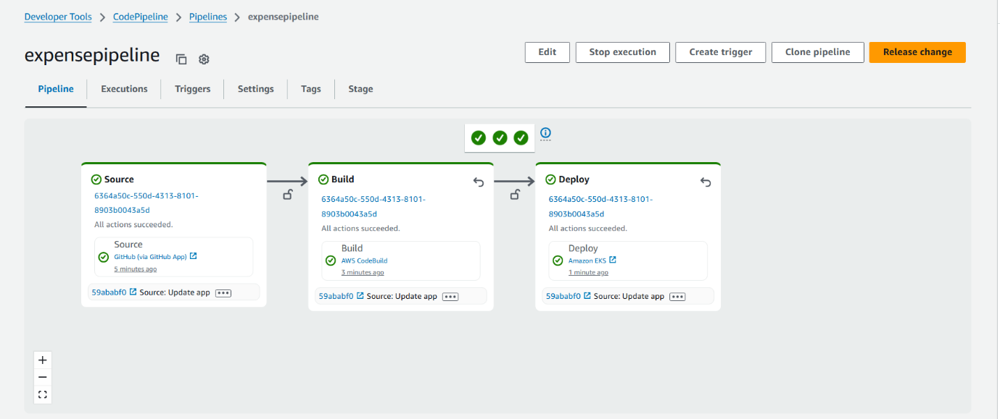 Developer Tools > CodePipeline > Pipelines > expensepipeline
expensepipeline
Edit
Stop execution
Create trigger
Clone pipeline
Release change
Pipeline
Executions
Triggers
Settings
Tags
Stage
Source
6364a50c-550d-4313-8101-
8903b0043a5d
All actions succeeded.
Source
GitHub (via GitHub App)
5 minutes ago
59ababf0 Source: Update app
Build
6364a50c-550d-4313-8101-
8903b0043a5d
All actions succeeded.
Build
AWS CodeBuild
3 minutes ago
59ababf0 Source: Update app
Deploy
6364a50c-550d-4313-8101-
8903b0043a5d
All actions succeeded.
Deploy
Amazon EKS
1 minute ago
59ababf0 Source: Update app